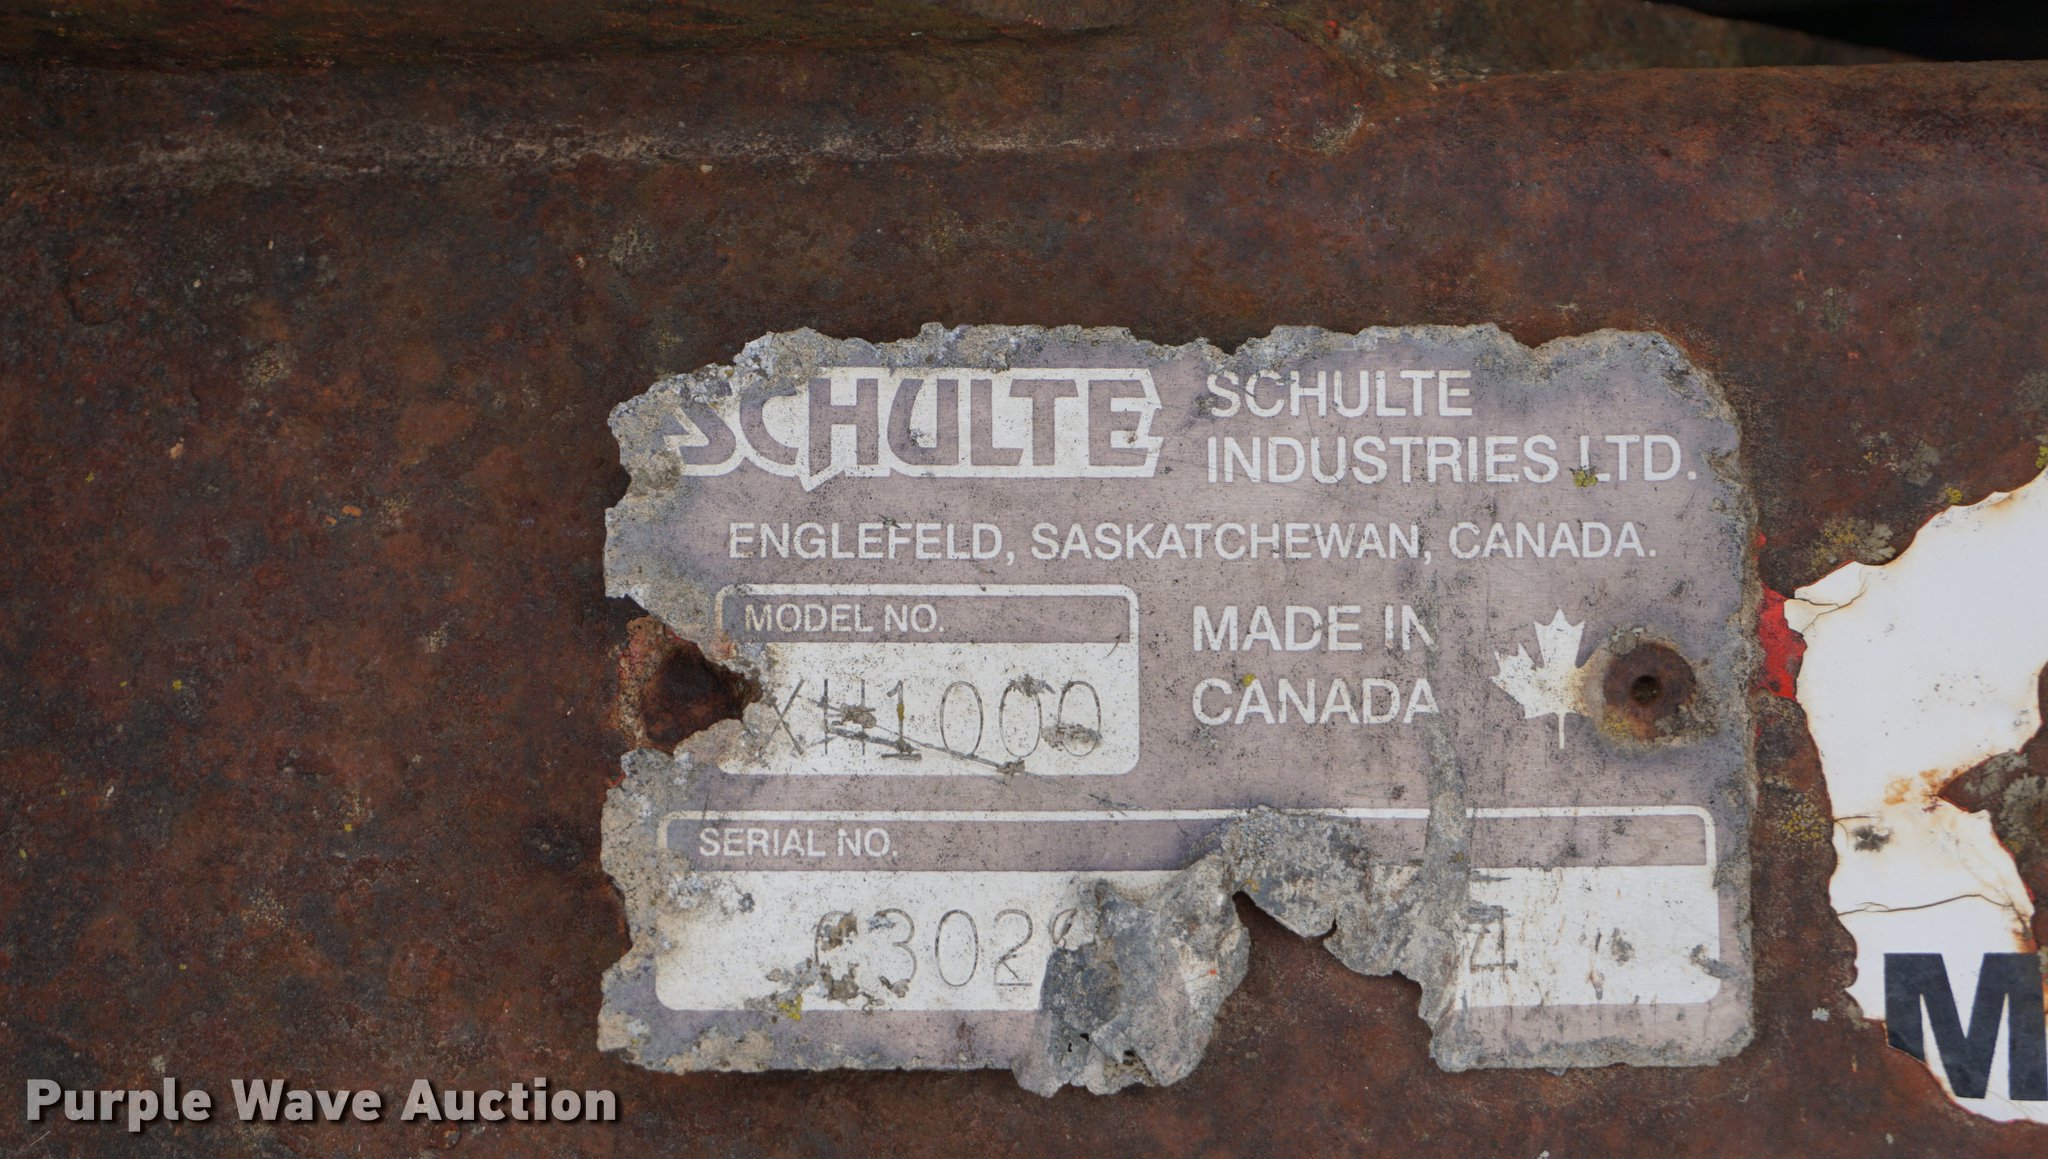 SCHULTE
SCHULTE
INDUSTRIES LTD.
ENGLEFELD, SASKATCHEWAN, CANADA.
MODEL NO.
XH1000
MADE IN
CANADA
SERIAL NO.
M
Purple Wave Auction